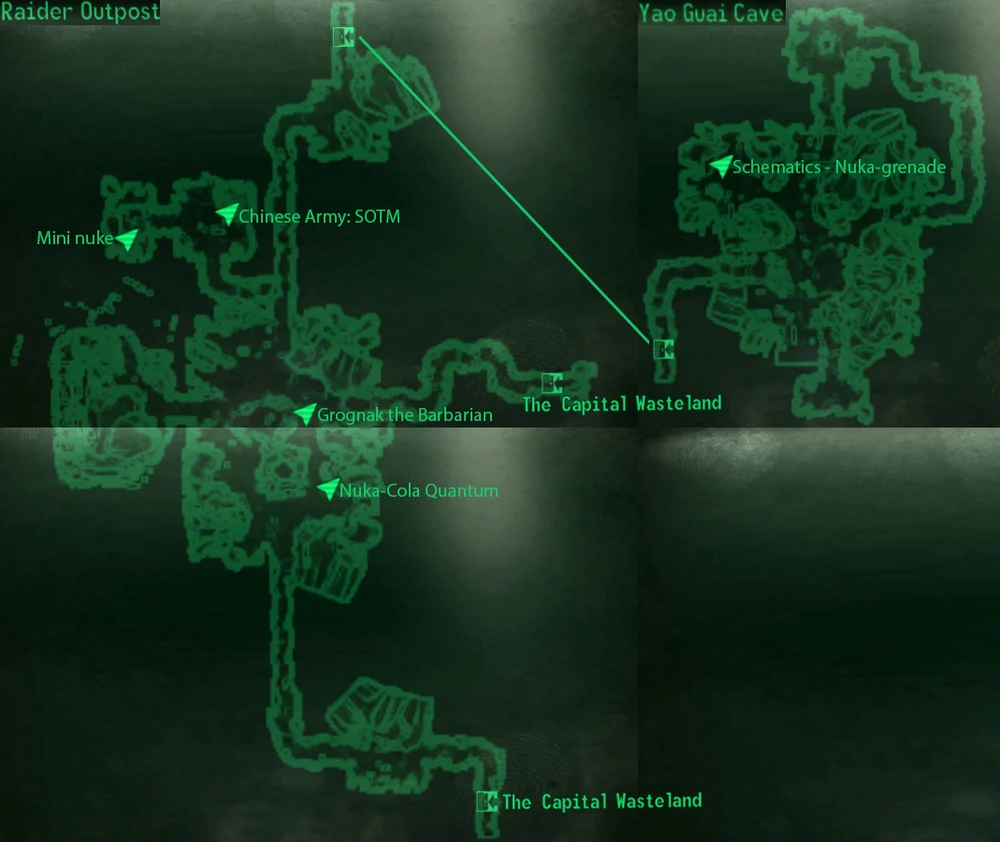 Raider Outpost
Yao Guai Cave
Schematics - Nuka-grenade
Chinese Army: SOTM
Mini nuke
The Capital Wasteland
Grognak the Barbarian
Nuka-Cola Quantum
The Capital Wasteland